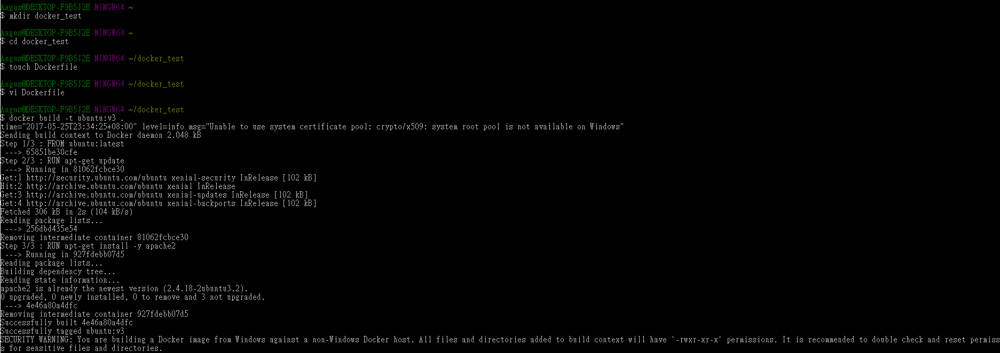 Angus@DESKTOP-F9B5J2E MINGW64 ~
$ mkdir docker_test
Angus@DESKTOP-F9B5J2E MINGW64 ~
$ cd docker_test
Angus@DESKTOP-F9B5J2E MINGW64 ~/docker_test
$ touch Dockerfile
Angus@DESKTOP-F9B5J2E MINGW64 ~/docker_test
$ vi Dockerfile
Angus@DESKTOP-F9B5J2E MINGW64 ~/docker_test
$ docker build -t ubuntu:v3 .
time="2017-05-25T23:34:25+08:00" level=info msg="Unable to use system certificate pool: crypto/x509: system root pool is not available on Windows"
Sending build context to Docker daemon 2.048 kB
Step 1/3 : FROM ubuntu:latest
 ---> 65851be30cfe
Step 2/3 : RUN apt-get update
 ---> Running in 81062fcbce30
Get:1 http://security.ubuntu.com/ubuntu xenial-security InRelease [102 kB]
Hit:2 http://archive.ubuntu.com/ubuntu xenial InRelease
Get:3 http://archive.ubuntu.com/ubuntu xenial-updates InRelease [102 kB]
Get:4 http://archive.ubuntu.com/ubuntu xenial-backports InRelease [102 kB]
Fetched 306 kB in 2s (104 kB/s)
Reading package lists...
 ---> 256dbd435e54
Removing intermediate container 81062fcbce30
Step 3/3 : RUN apt-get install -y apache2
 ---> Running in 927fdebb07d5
Reading package lists...
Building dependency tree...
Reading state information...
apache2 is already the newest version (2.4.18-2ubuntu3.2).
0 upgraded, 0 newly installed, 0 to remove and 3 not upgraded.
 ---> 4e46a80a4dfc
Removing intermediate container 927fdebb07d5
Successfully built 4e46a80a4dfc
Successfully tagged ubuntu:v3
SECURITY WARNING: You are building a Docker image from Windows against a non-Windows Docker host. All files and directories added to build context will have '-rwxr-xr-x' permissions. It is recommended to double check and reset permiss
s for sensitive files and directories.